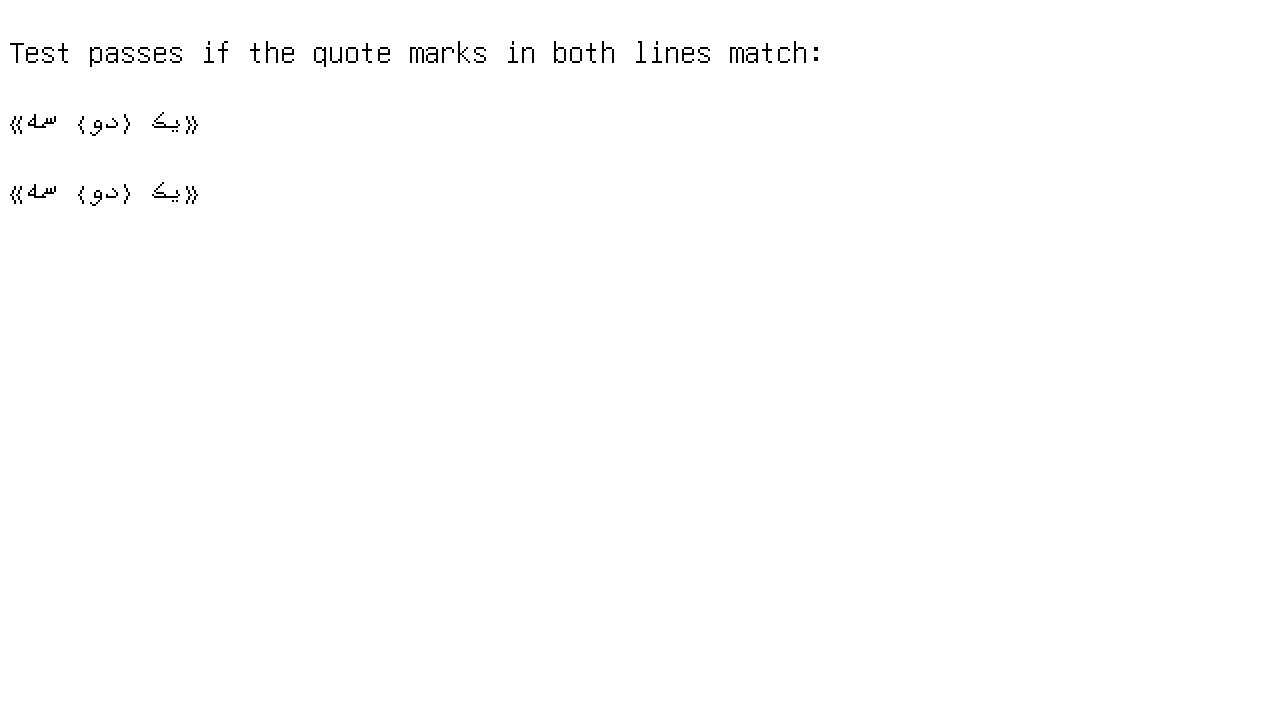 Test passes if the quote marks in both lines match:
«یک ‹دو› سه»
«یک ‹دو› سه»